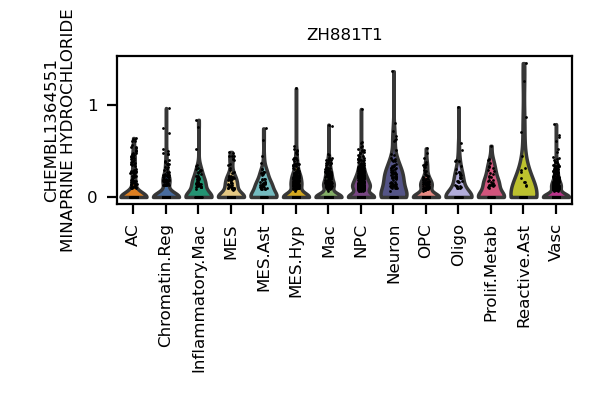 ZH881T1
CHEMBL1364551
MINAPRINE HYDROCHLORIDE
1
0
AC
Chromatin.Reg
Inflammatory.Mac
MES
MES.Ast
MES.Hyp
Mac
NPC
Neuron
OPC
Oligo
Prolif.Metab
Reactive.Ast
Vasc